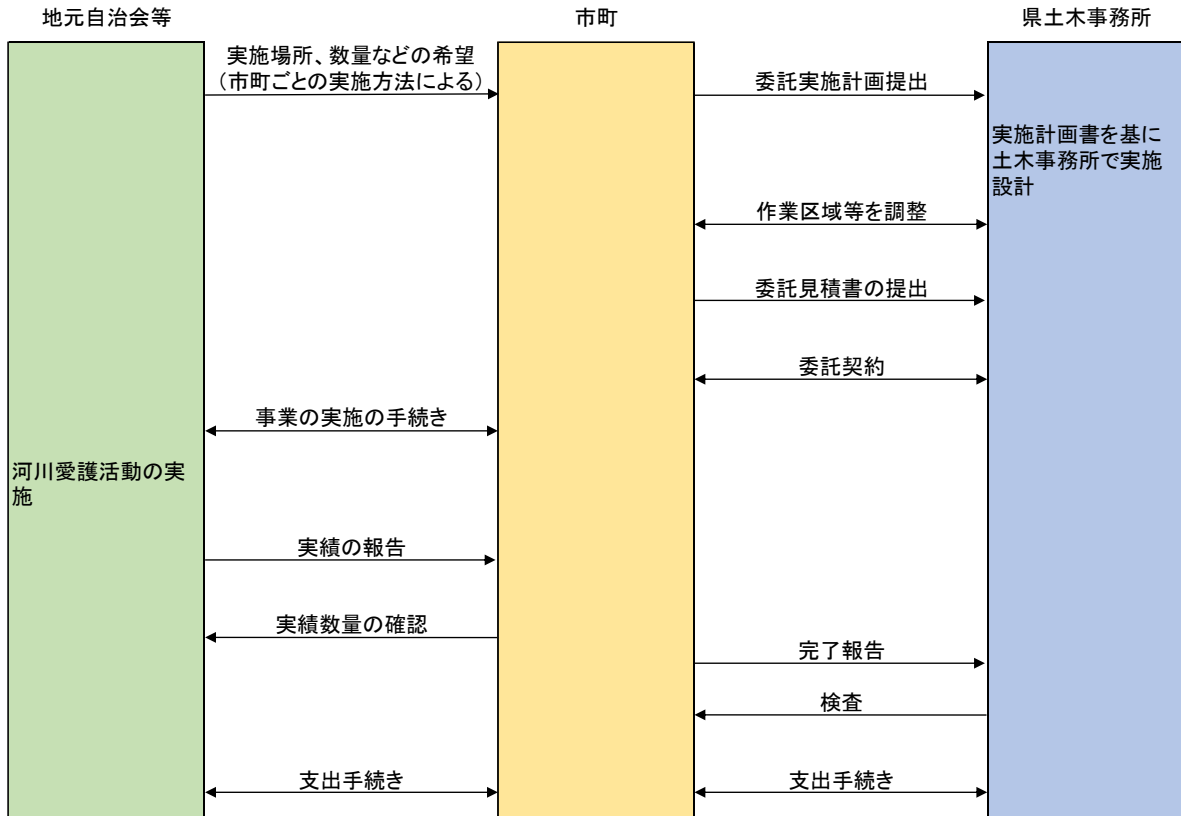 地元自治会等
市町
県土木事務所
実施場所、数量などの希望
(市町ごとの実施方法による)
委託実施計画提出
実施計画書を基に
土木事務所で実施
設計
作業区域等を調整
委託見積書の提出
委託契約
事業の実施の手続き
河川愛護活動の実
施
実績の報告
実績数量の確認
完了報告
検査
支出手続き
支出手続き